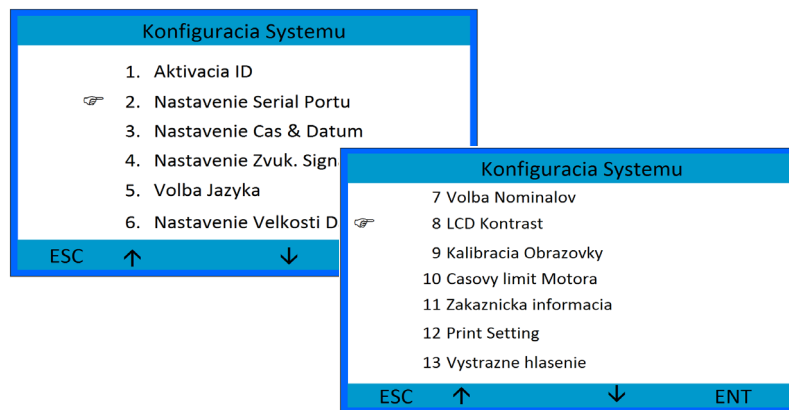 Konfiguracia Systemu
1. Aktivacia ID
☞ 2. Nastavenie Serial Portu
3. Nastavenie Cas & Datum
4. Nastavenie Zvuk. Sign
5. Volba Jazyka
6. Nastavenie Velkosti D
ESC ↑ ↓
Konfiguracia Systemu
7 Volba Nominalov
☞ 8 LCD Kontrast
9 Kalibracia Obrazovky
10 Casovy limit Motora
11 Zakaznicka informacia
12 Print Setting
13 Vystrazne hlasenie
ESC ↑ ↓ ENT